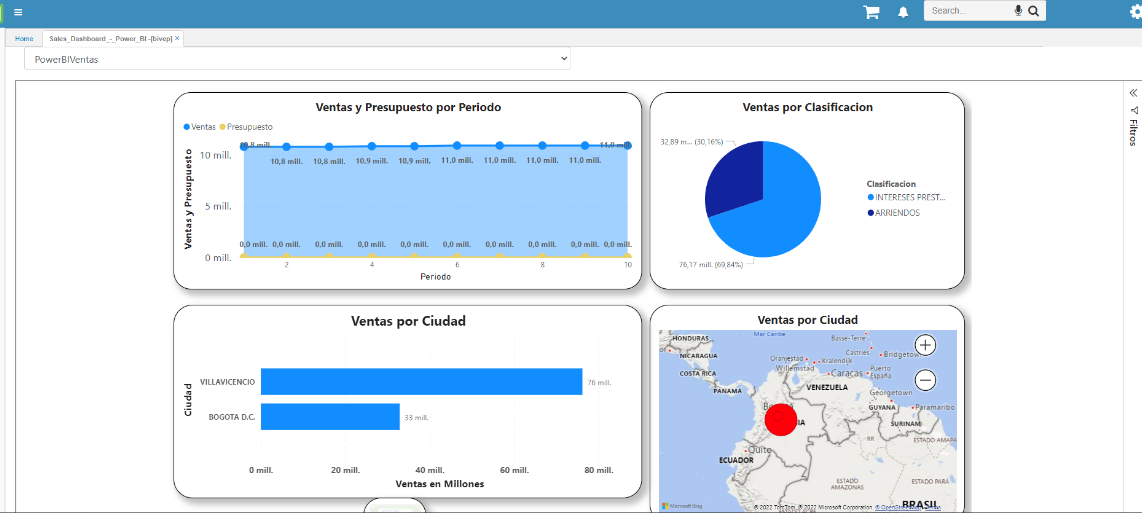 Search...
Home
Sales_Dashboard_-_Power_BI -[bivep] ×
PowerBIVentas
Filtros
Ventas y Presupuesto por Periodo
Ventas Presupuesto
Ventas y Presupuesto
10 mill.
5 mill.
0 mill.
10,8 mill. 10,8 mill. 10,8 mill. 10,9 mill. 10,9 mill. 11,0 mill. 11,0 mill. 11,0 mill. 11,0 mill. 11,0 mill.
0,0 mill. 0,0 mill. 0,0 mill. 0,0 mill. 0,0 mill. 0,0 mill. 0,0 mill. 0,0 mill. 0,0 mill. 0,0 mill.
2 4 6 8 10
Periodo
Ventas por Clasificacion
32,89 m... (30,16%)
76,17 mill. (69,84%)
Clasificacion
INTERESES PREST...
ARRIENDOS
Ventas por Ciudad
Ciudad
VILLAVICENCIO 76 mill.
BOGOTA D.C. 33 mill.
0 mill. 20 mill. 40 mill. 60 mill. 80 mill.
Ventas en Millones
Ventas por Ciudad
Mar Caribe
HONDURAS
Basse-Terre
NICARAGUA
Castries
Bridgetown
Oranjestad
Kralendijk
Willemstad
COSTA RICA
Caracas
Puerto España
PANAMÁ
VENEZUELA
Georgetown
GUYANA
Paramaribo
SURINAM
ESTADO AMAPÁ
RR
Quito
ECUADOR
ESTADO AMAZONAS
ESTADO PARÁ
BRASIL
Microsoft Bing
© 2022 TomTom, © 2022 Microsoft Corporation, © OpenStreetMap Terms